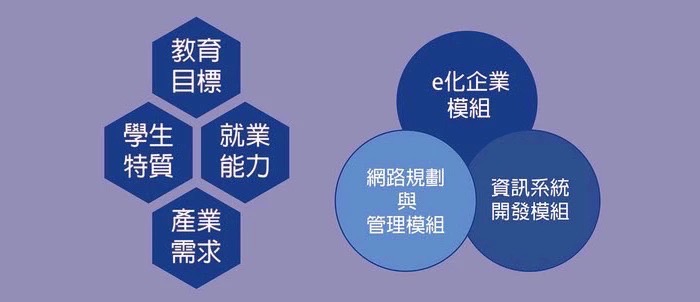 教育
目標
學生
特質
就業
能力
產業
需求
e化企業
模組
網路規劃
與
管理模組
資訊系統
開發模組